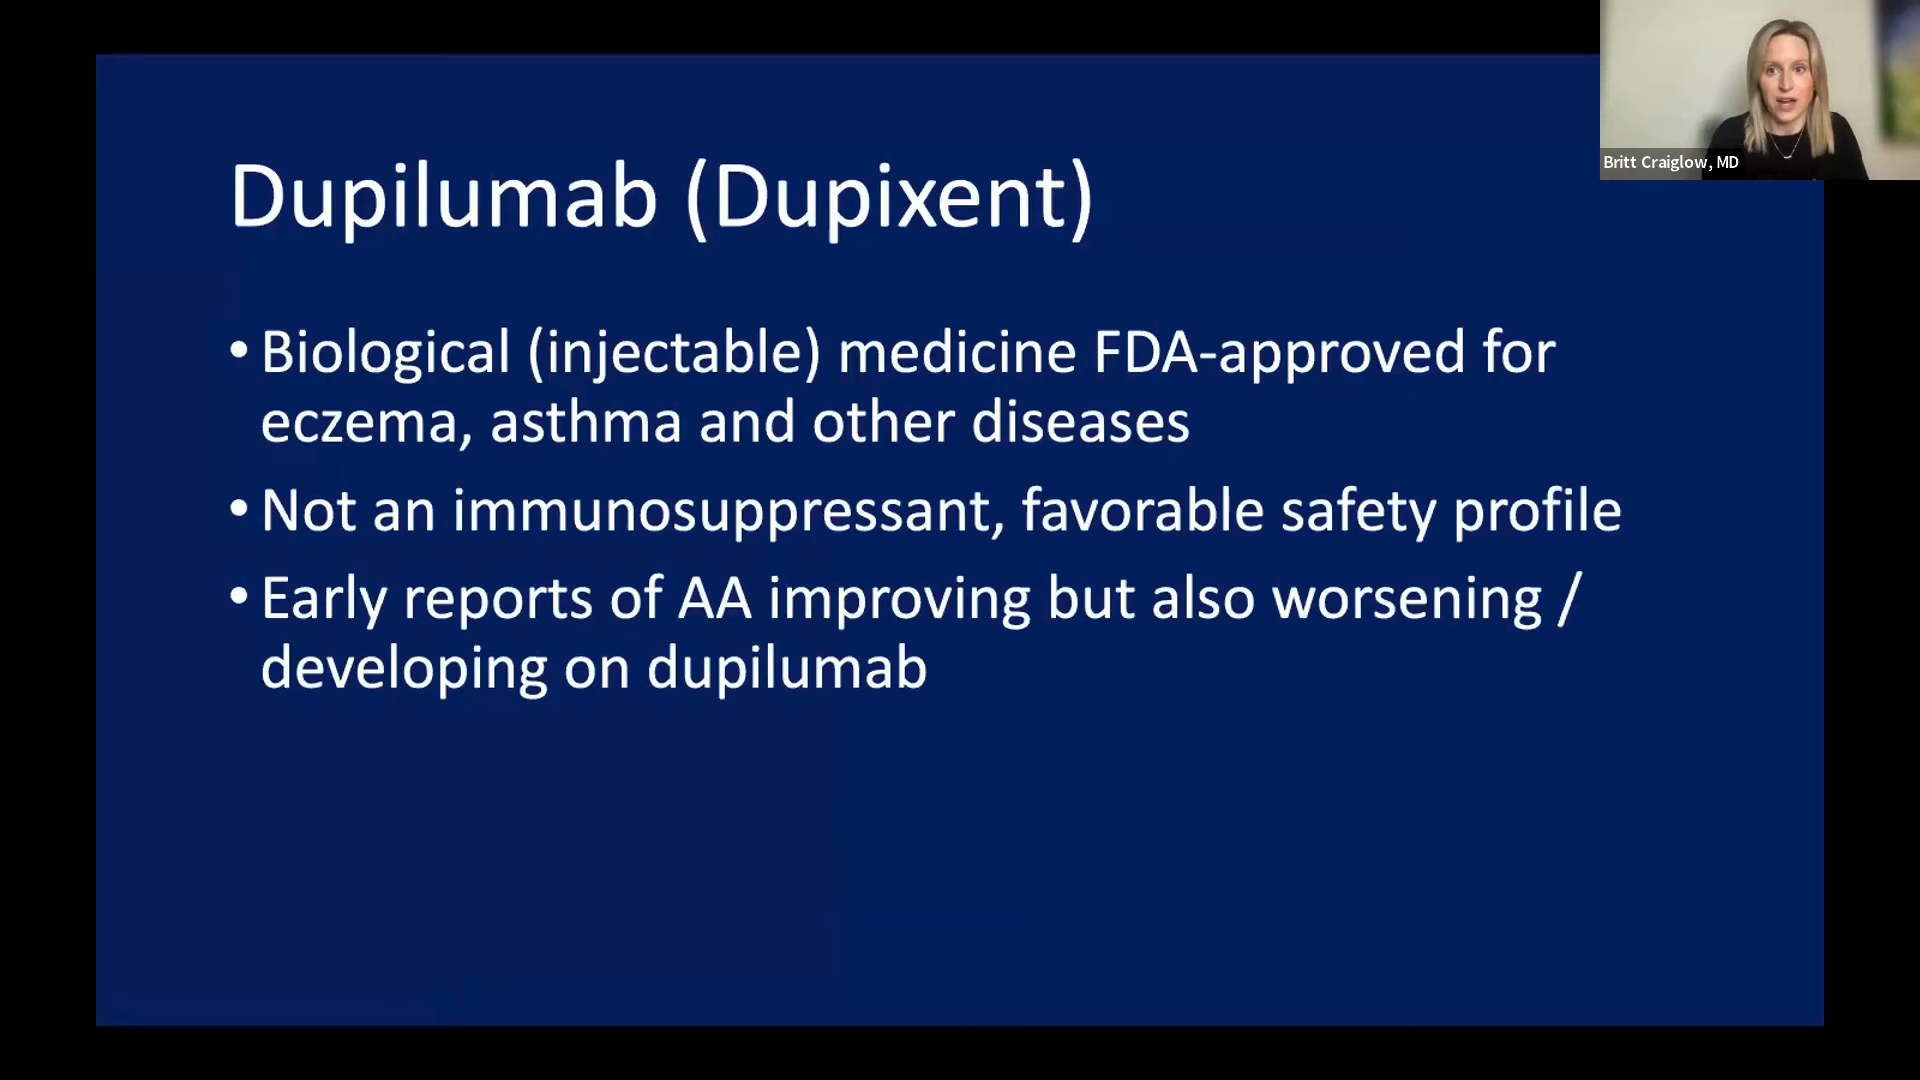 Dupilumab (Dupixent)
• Biological (injectable) medicine FDA-approved for
eczema, asthma and other diseases
• Not an immunosuppressant, favorable safety profile
• Early reports of AA improving but also worsening /
developing on dupilumab
Britt Craiglow, MD